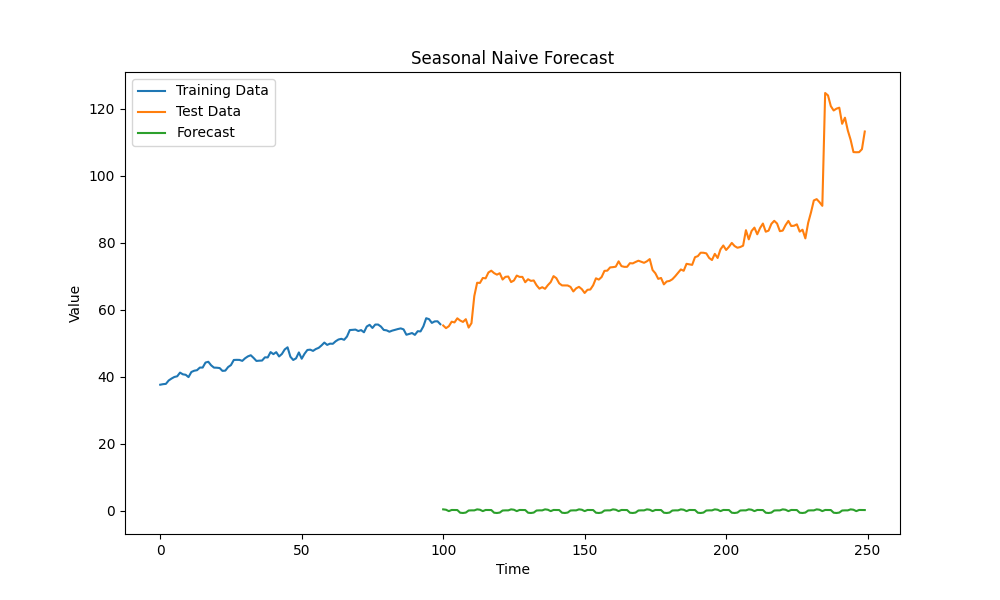 Seasonal Naive Forecast
Training Data
Test Data
Forecast
120
100
80
60
40
20
0
Value
0 50 100 150 200 250
Time